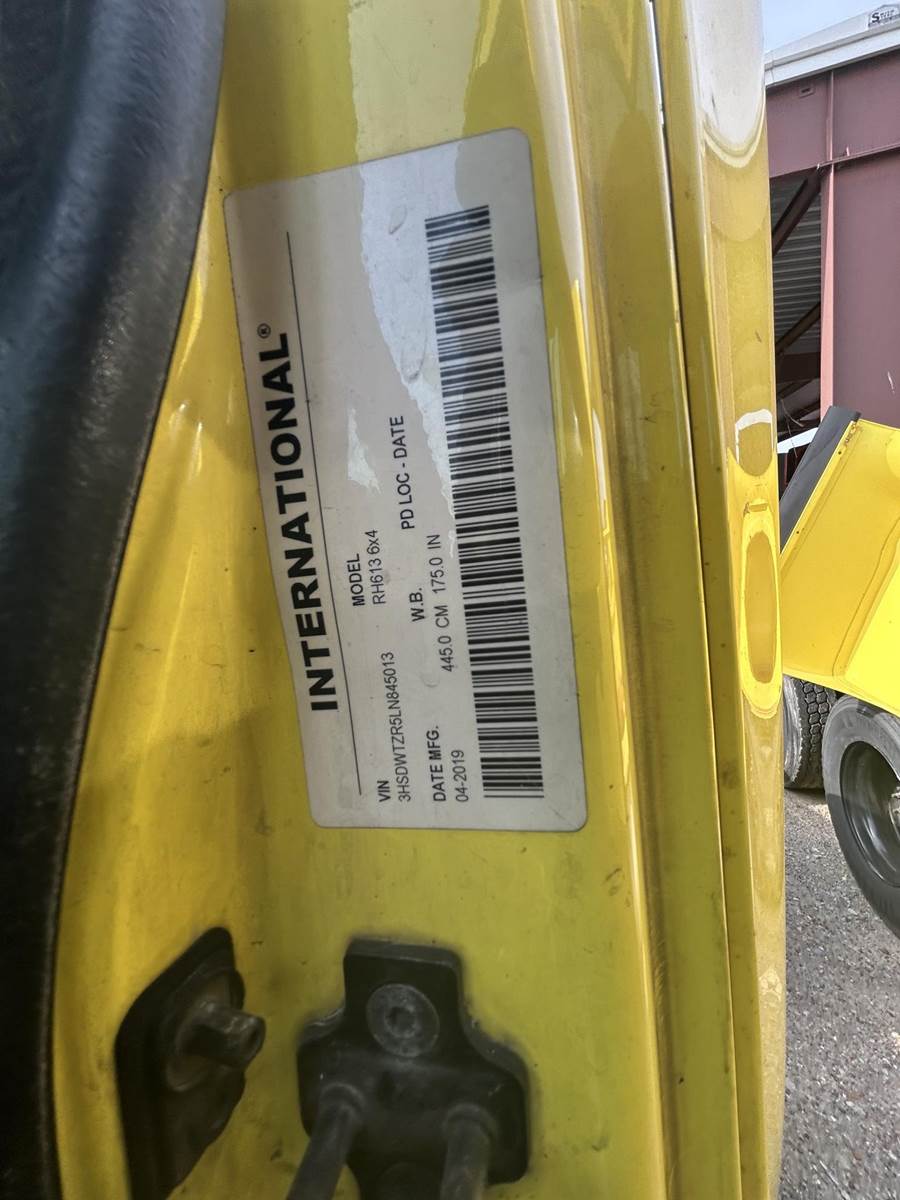 INTERNATIONAL®
MODEL
VIN RH613 6x4
3HSDWTZR5LN845013
W.B. PD LOC - DATE
DATE MFG. 445.0 CM 175.0 IN
04-2019